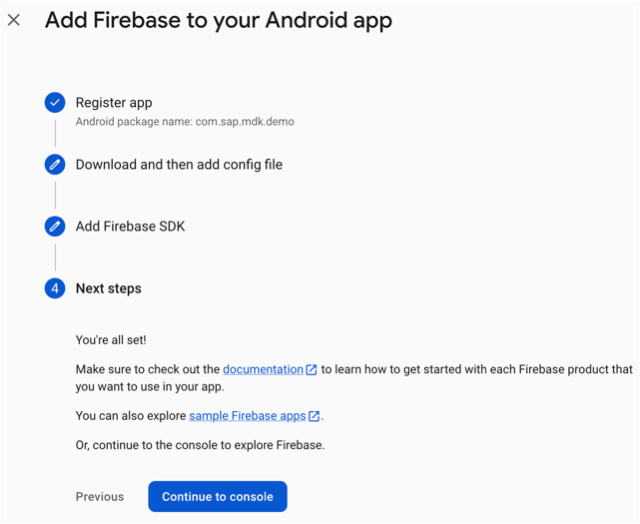 Add Firebase to your Android app
Register app
Android package name: com.sap.mdk.demo
Download and then add config file
Add Firebase SDK
4 Next steps
You're all set!
Make sure to check out the documentation to learn how to get started with each Firebase product that
you want to use in your app.
You can also explore sample Firebase apps.
Or, continue to the console to explore Firebase.
Previous Continue to console